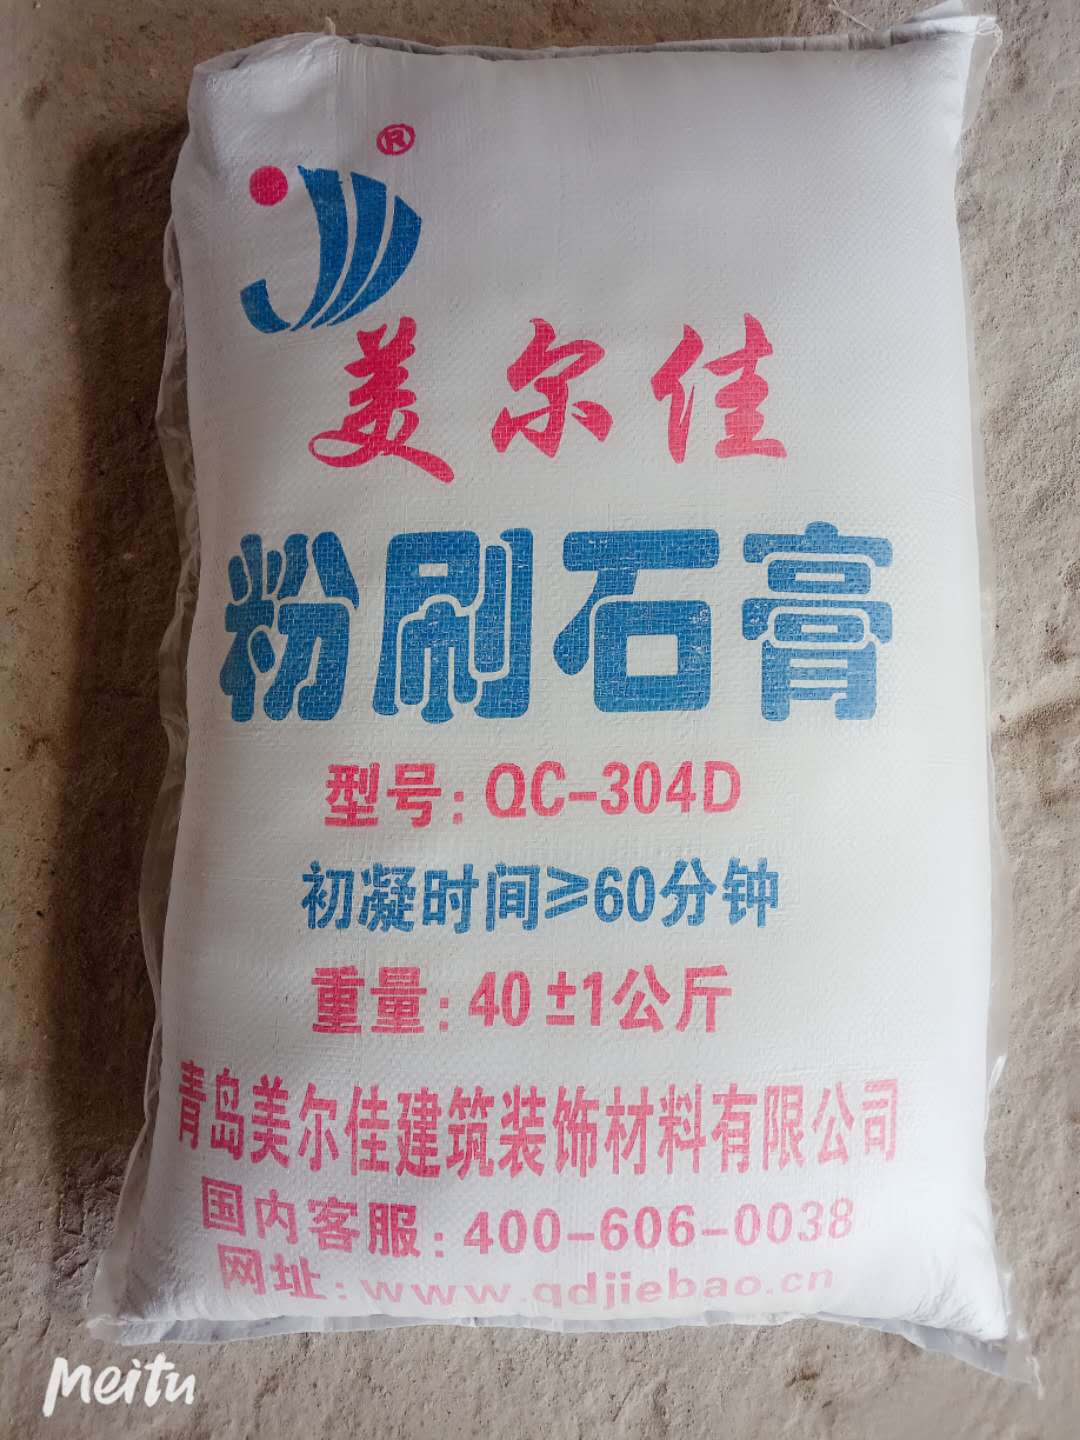 ®
美尔佳
粉刷石膏
型号：QC-304D
初凝时间≥60分钟
重量：40±1公斤
青岛美尔佳建筑装饰材料有限公司
国内客服：400-606-0038
网址：www.qdjiebao.cn
Meitu